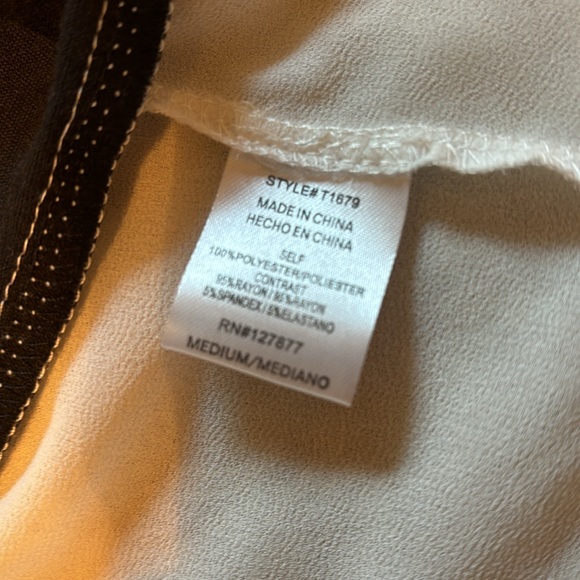 STYLE# T1679
MADE IN CHINA
HECHO EN CHINA
SELF
100%POLYESTER/POLIESTER
CONTRAST
95%RAYON / 95%RAYON
5%SPANDEX / 5%ELASTANO
RN#127877
MEDIUM/MEDIANO